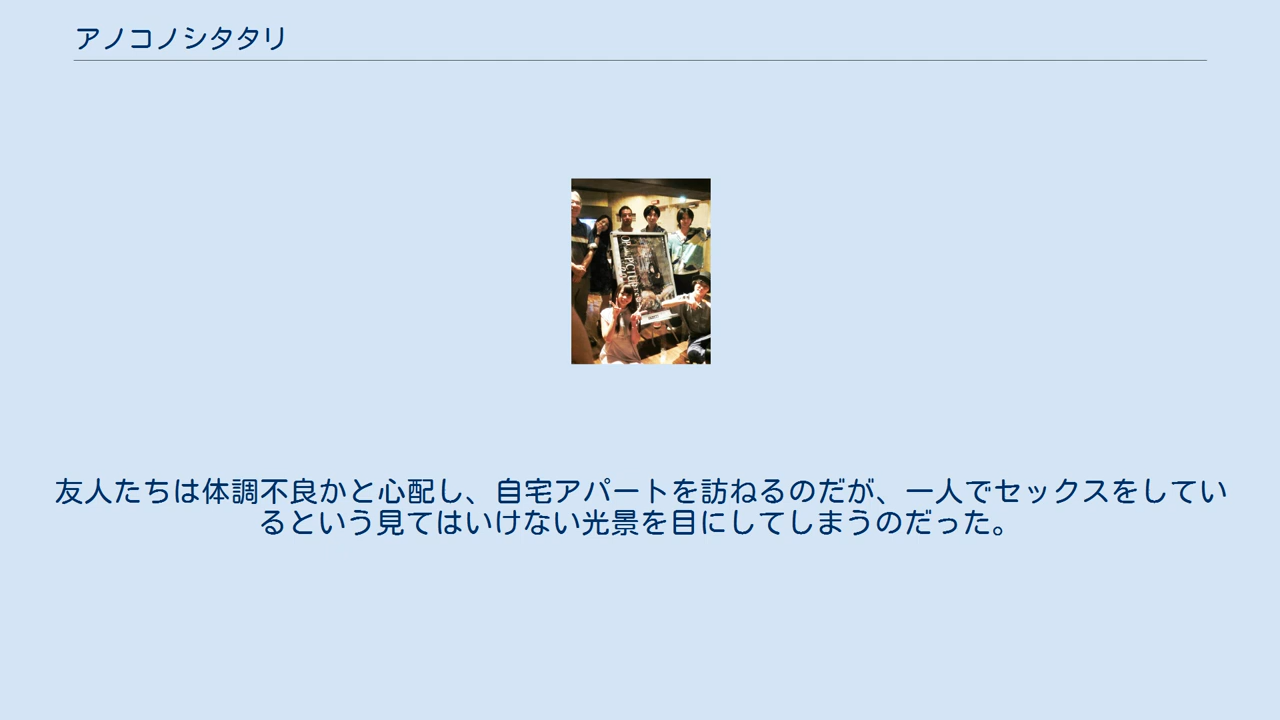 アノコノシタタリ
友人たちは体調不良かと心配し、自宅アパートを訪ねるのだが、一人でセックスをしてい
るという見てはいけない光景を目にしてしまうのだった。